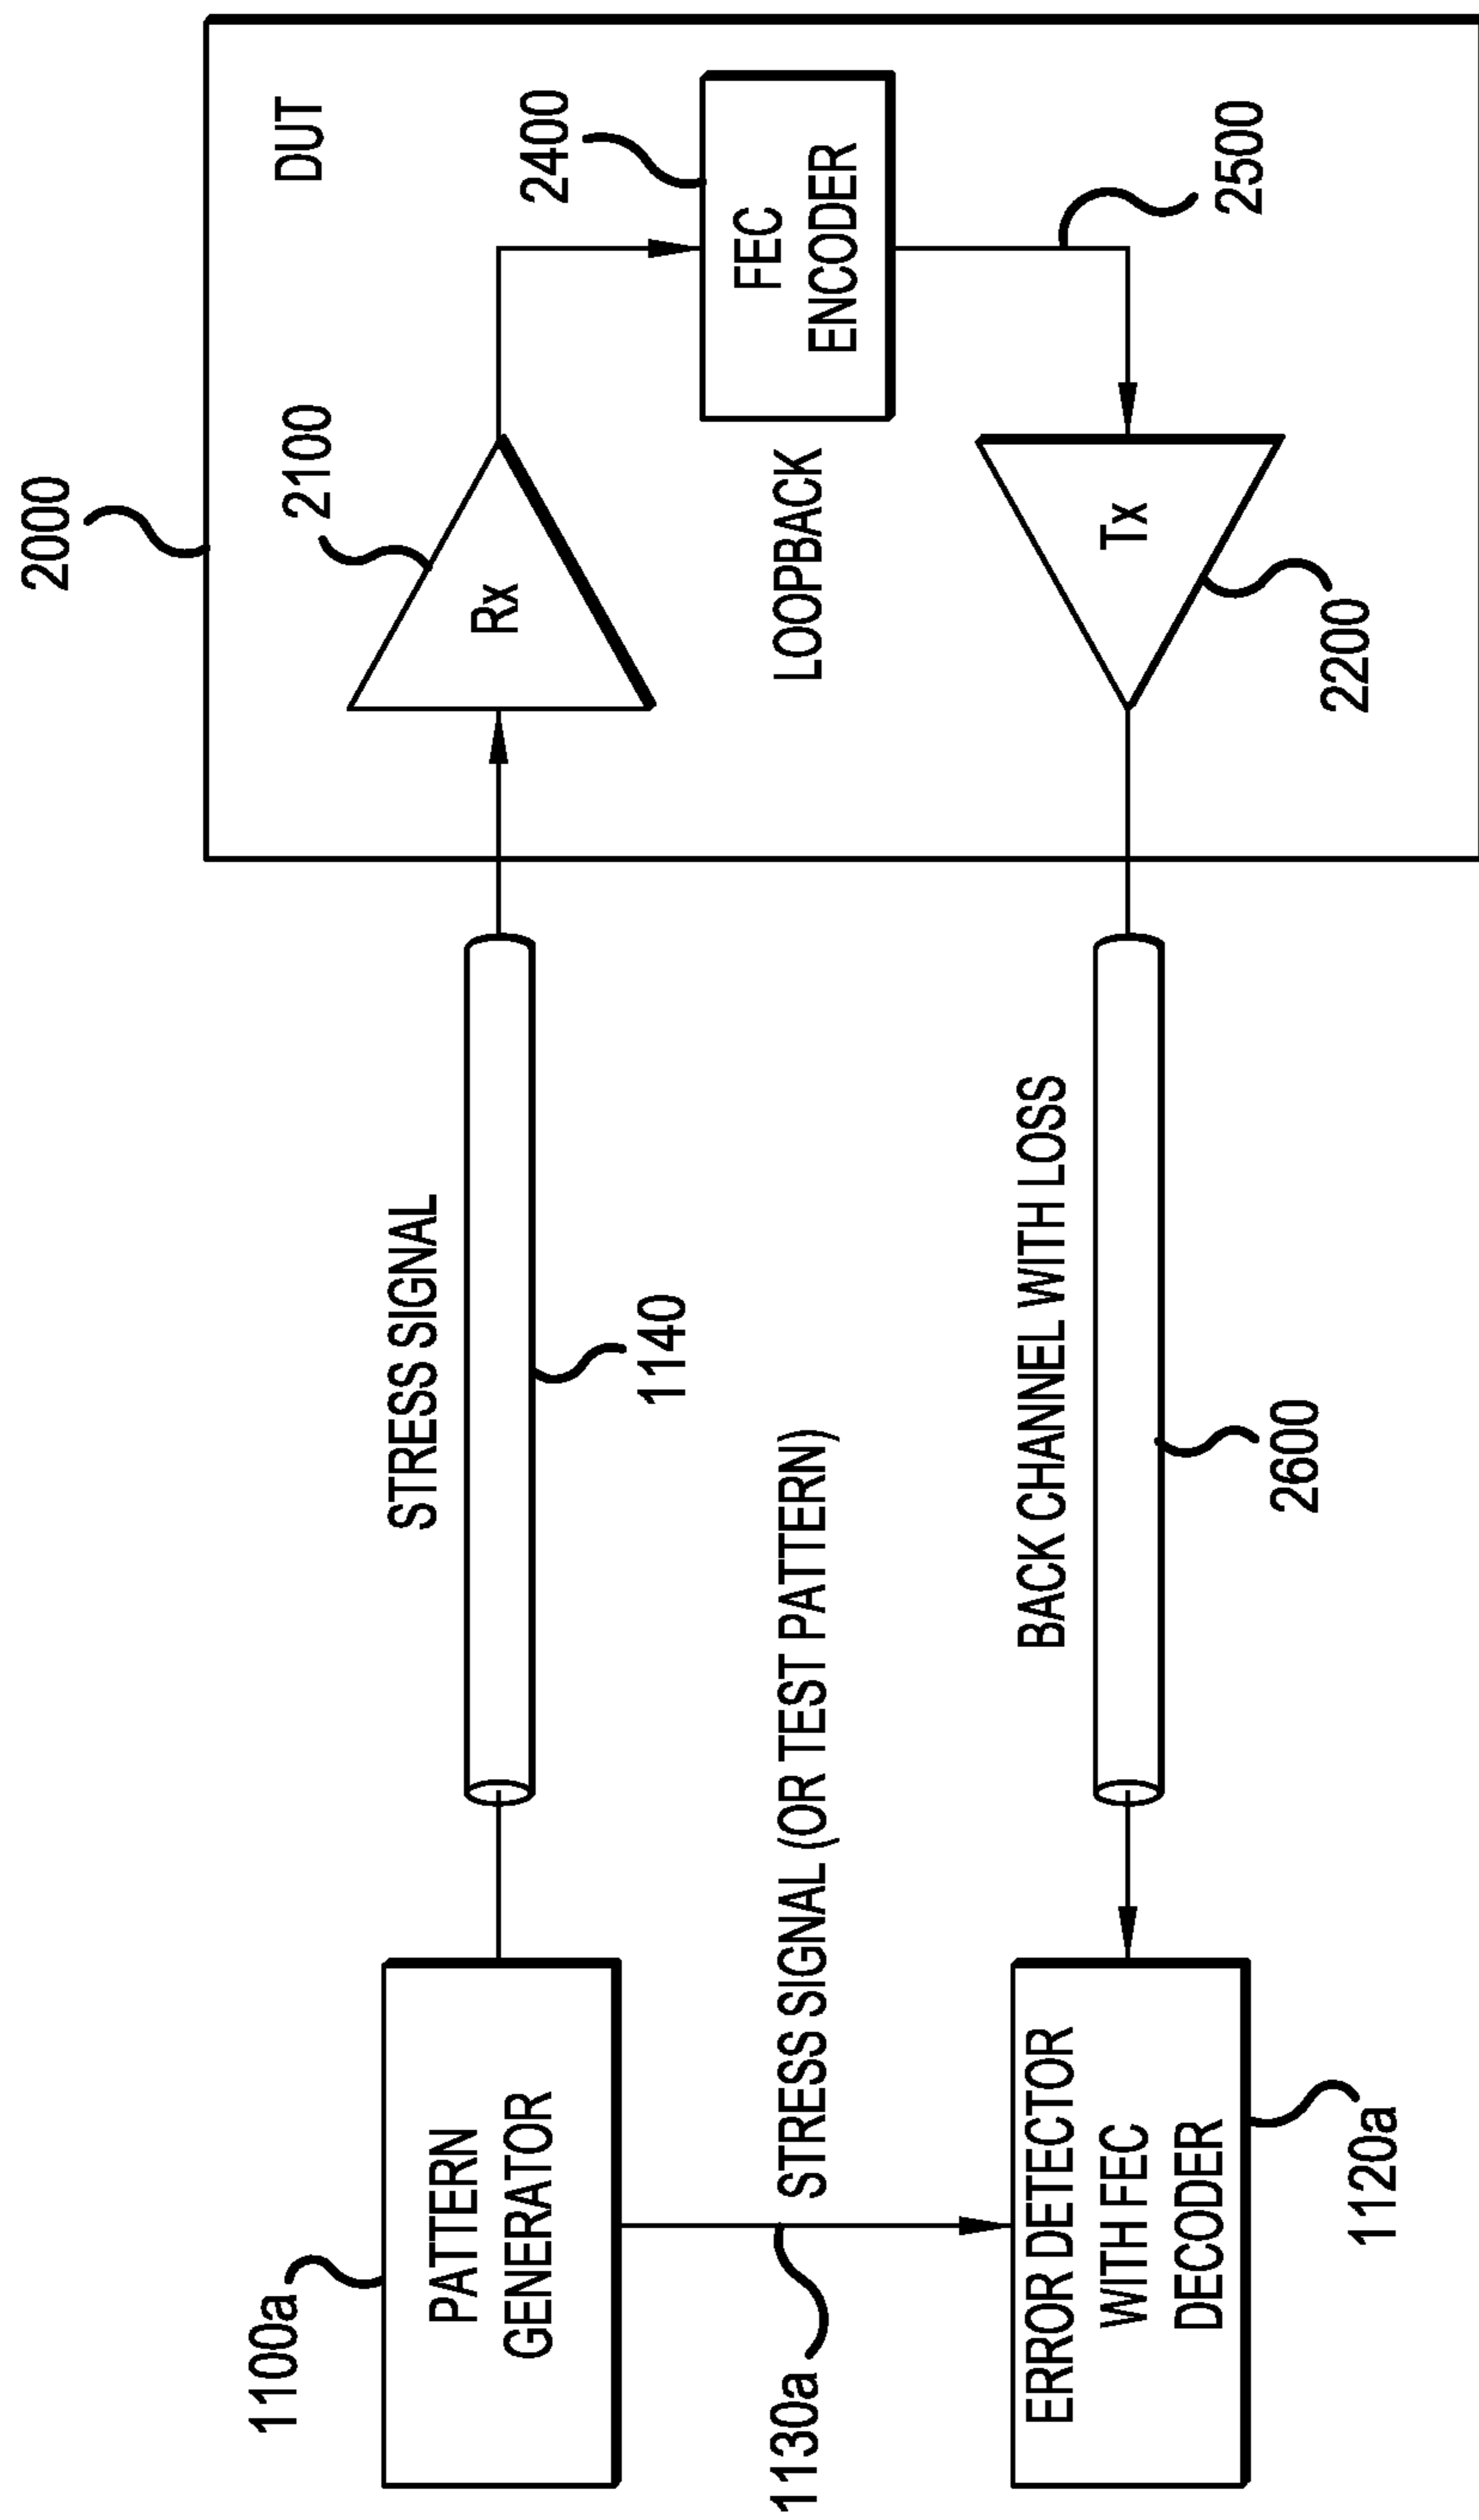 2000
DUT
2100
2400
Rx
FEC
ENCODER
LOOPBACK
2500
Tx
2200
STRESS SIGNAL
1140
BACK CHANNEL WITH LOSS
2600
1100a
PATTERN
GENERATOR
1130a
STRESS SIGNAL (OR TEST PATTERN)
ERROR DETECTOR
WITH FEC
DECODER
1120a